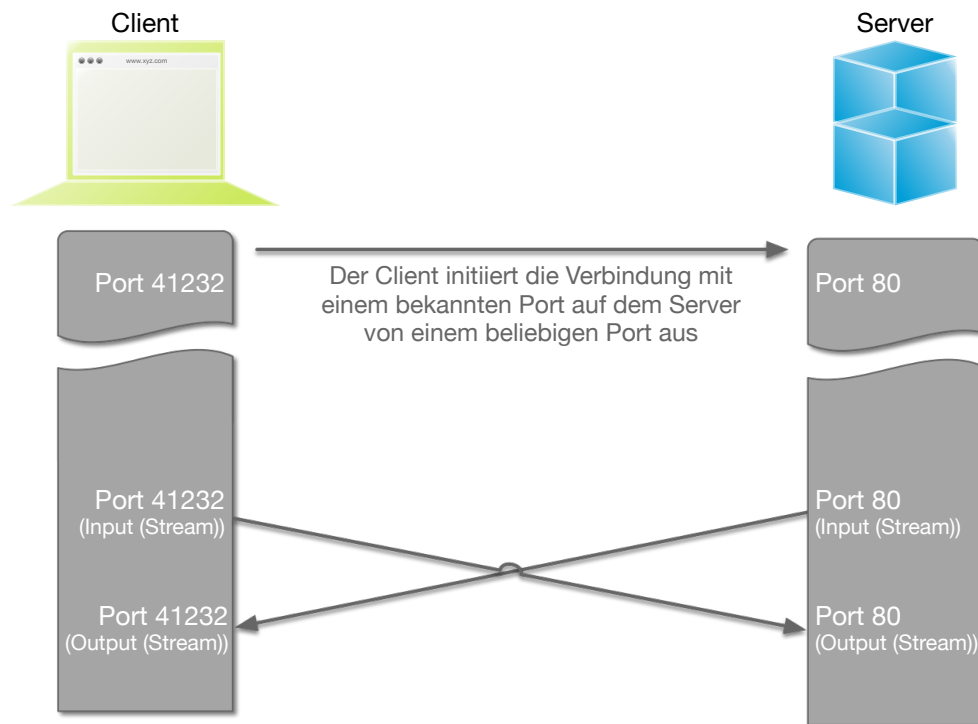 Client
Server
www.xyz.com
Port 41232
Der Client initiiert die Verbindung mit
einem bekannten Port auf dem Server
von einem beliebigen Port aus
Port 80
Port 41232
(Input (Stream))
Port 80
(Input (Stream))
Port 41232
(Output (Stream))
Port 80
(Output (Stream))